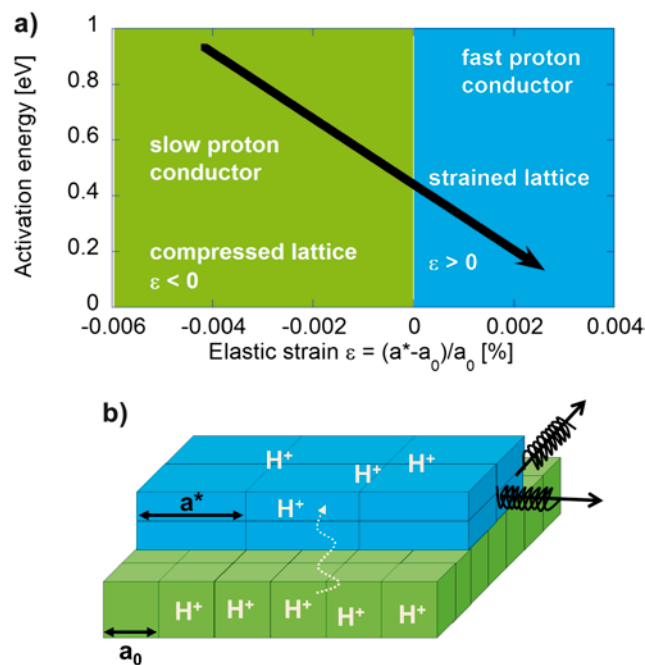 a)
Activation energy [eV]
1
0.8
0.6
0.4
0.2
0
fast proton
conductor
slow proton
conductor
strained lattice
compressed lattice
ε < 0
ε > 0
-0.006 -0.004 -0.002 0 0.002 0.004
Elastic strain ε = (a*-a₀)/a₀ [%]
b)
H⁺
H⁺ H⁺
a* H⁺
H⁺ H⁺ H⁺ H⁺ H⁺
a₀